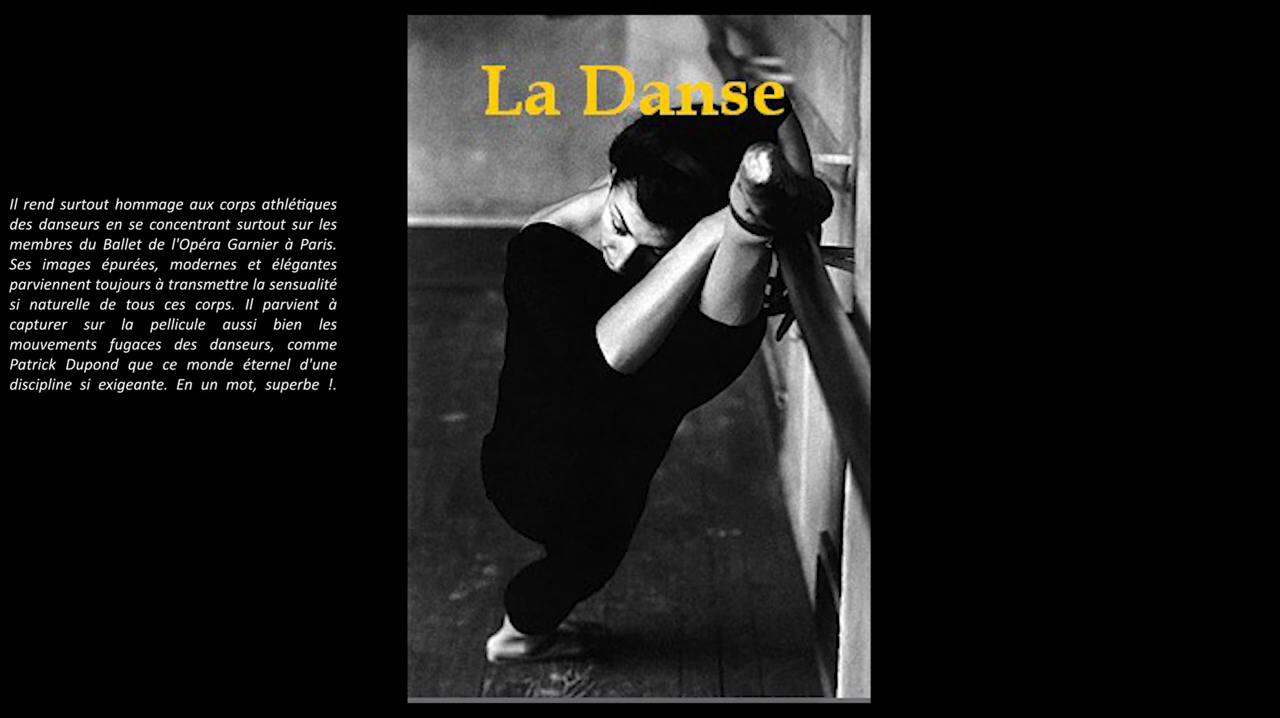 La Danse
Il rend surtout hommage aux corps athlétiques
des danseurs en se concentrant surtout sur les
membres du Ballet de l'Opéra Garnier à Paris.
Ses images épurées, modernes et élégantes
parviennent toujours à transmettre la sensualité
si naturelle de tous ces corps. Il parvient à
capturer sur la pellicule aussi bien les
mouvements fugaces des danseurs, comme
Patrick Dupond que ce monde éternel d'une
discipline si exigeante. En un mot, superbe !.